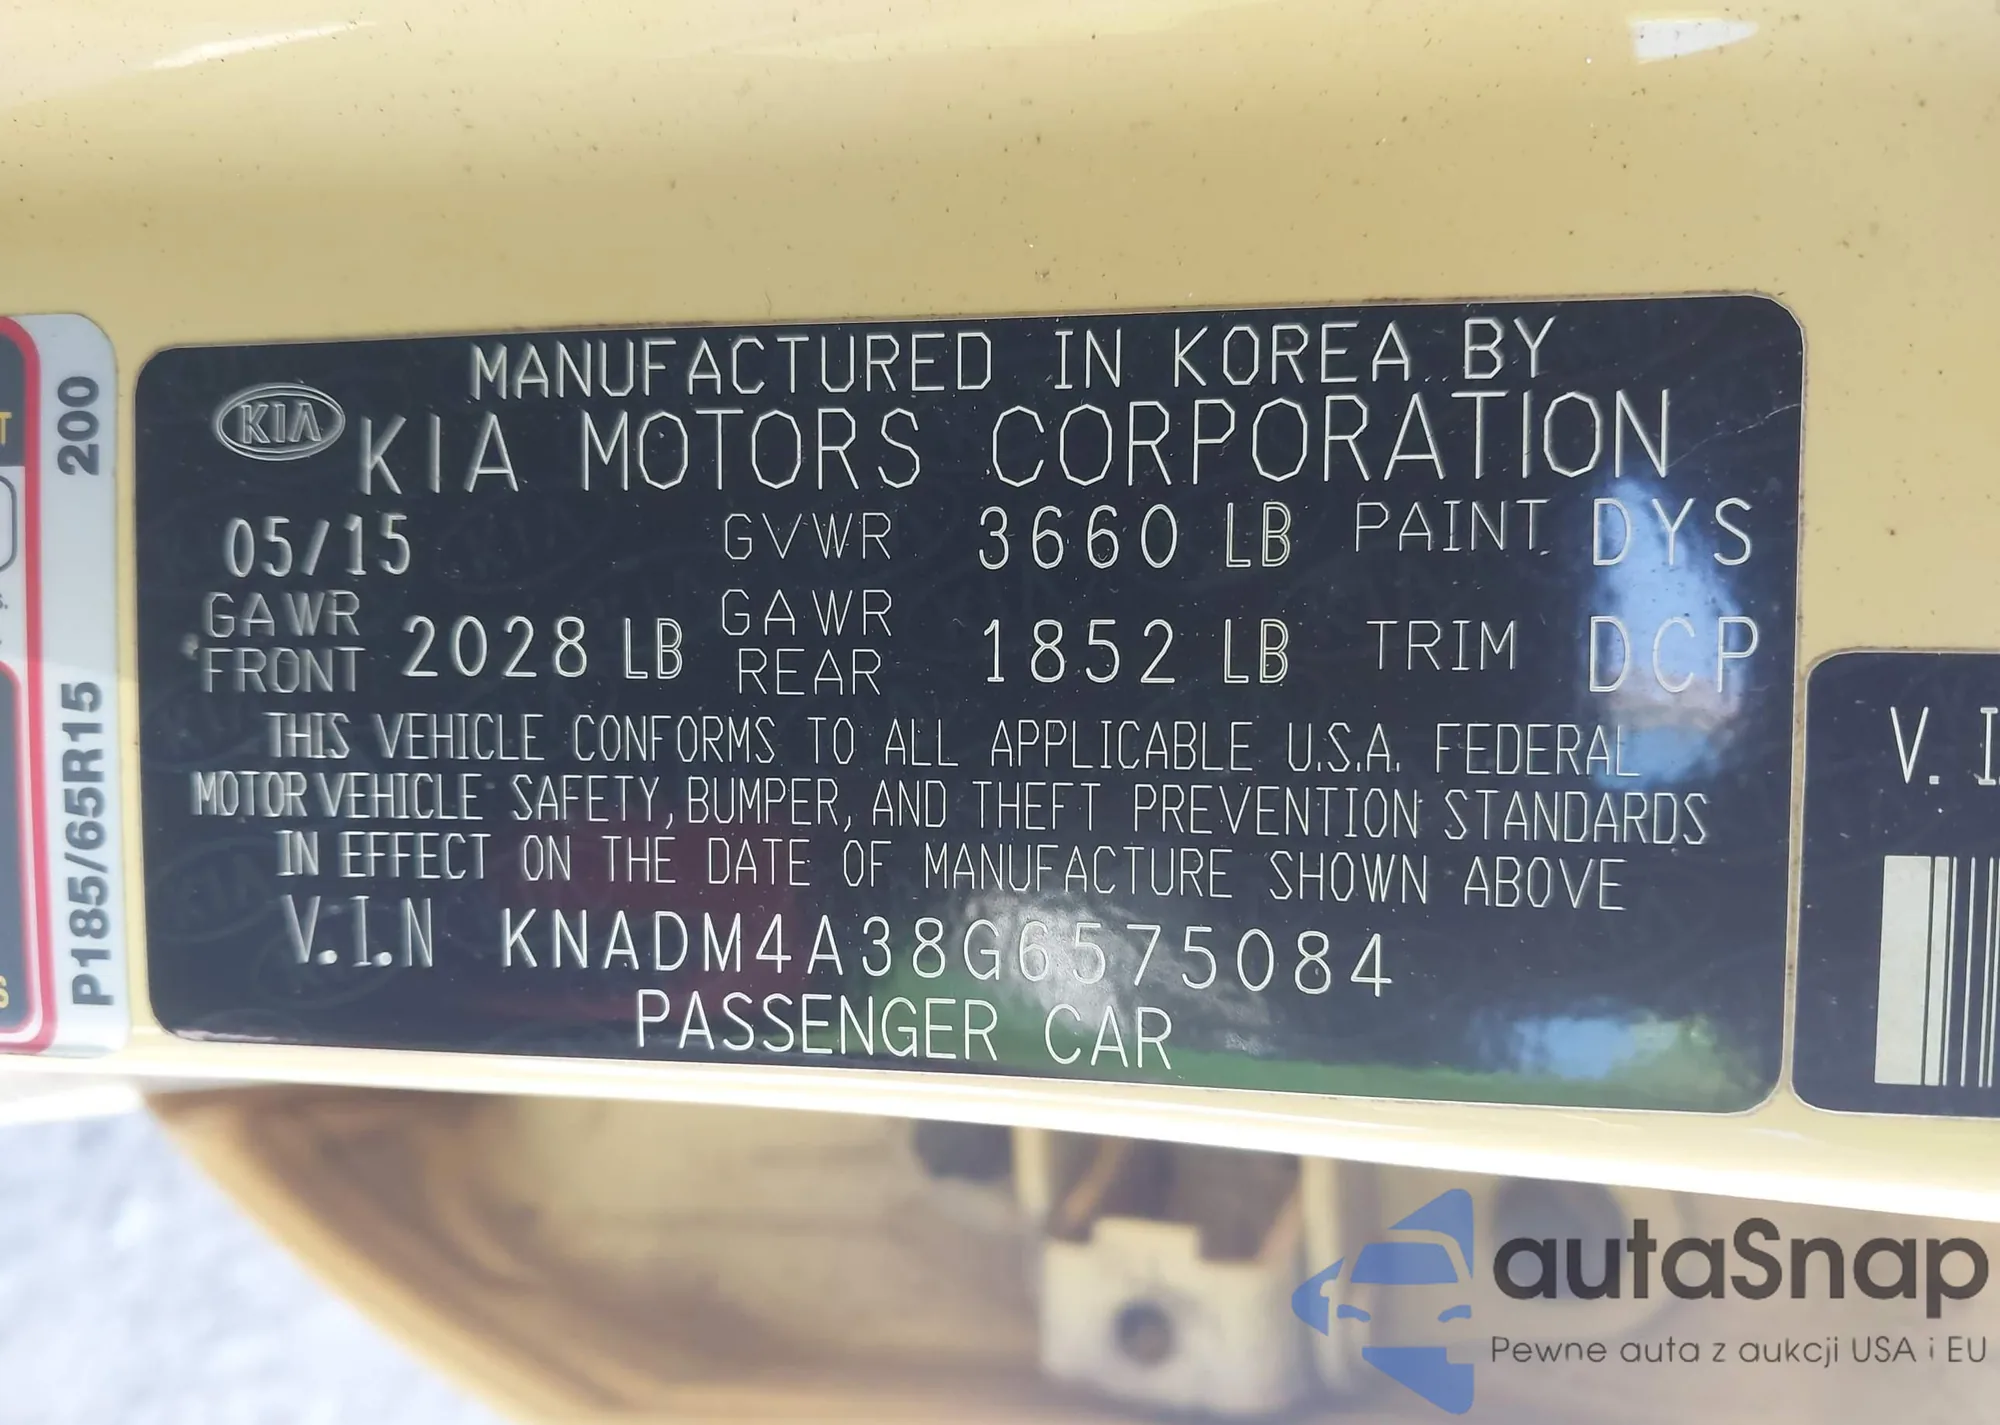 MANUFACTURED IN KOREA BY
KIA KIA MOTORS CORPORATION
05/15 GVWR 3660 LB PAINT DYS
GAWR FRONT 2028 LB GAWR REAR 1852 LB TRIM DCP
THIS VEHICLE CONFORMS TO ALL APPLICABLE U.S.A. FEDERAL
MOTOR VEHICLE SAFETY, BUMPER, AND THEFT PREVENTION STANDARDS
IN EFFECT ON THE DATE OF MANUFACTURE SHOWN ABOVE
V.I.N KNADM4A38G6575084
PASSENGER CAR
200
P185/65R15
V. I.
autaSnap
Pewne auta z aukcji USA i EU